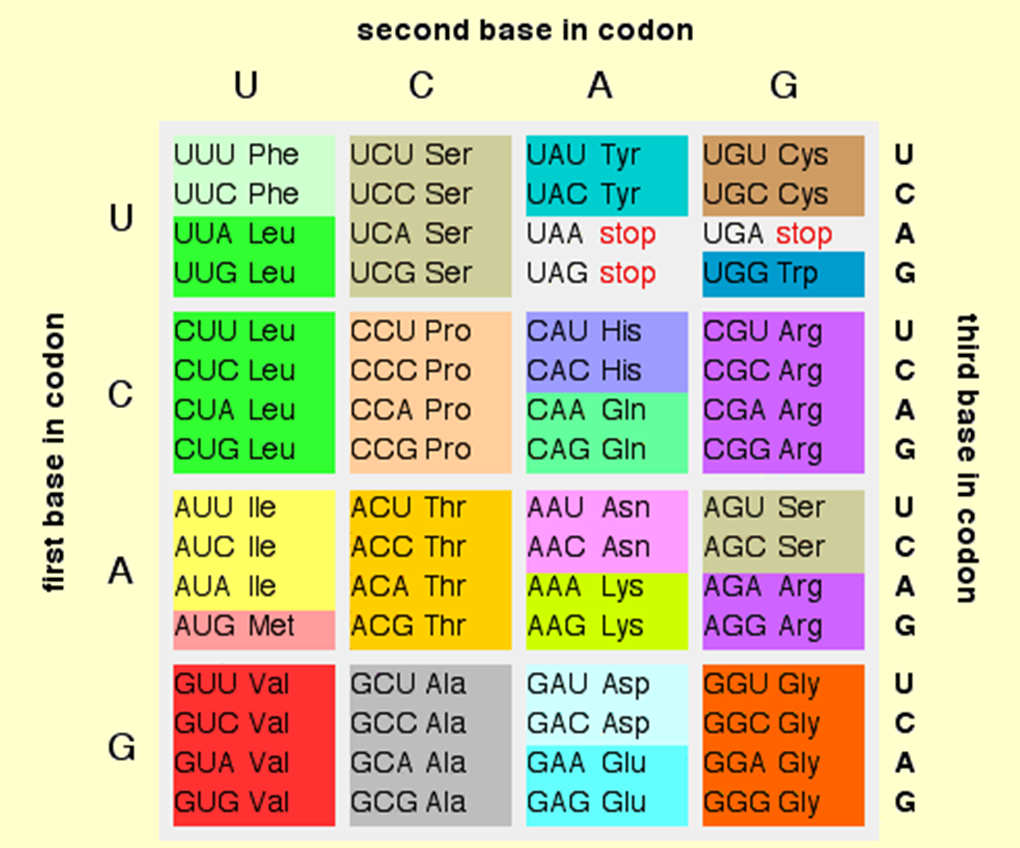 second base in codon
U C A G
UUU Phe UCU Ser UAU Tyr UGU Cys U
UUC Phe UCC Ser UAC Tyr UGC Cys C
U
UUA Leu UCA Ser UAA stop UGA stop A
UUG Leu UCG Ser UAG stop UGG Trp G
first base in codon
CUU Leu CCU Pro CAU His CGU Arg U
CUC Leu CCC Pro CAC His CGC Arg C
C
CUA Leu CCA Pro CAA Gln CGA Arg A
CUG Leu CCG Pro CAG Gln CGG Arg G
third base in codon
AUU Ile ACU Thr AAU Asn AGU Ser U
AUC Ile ACC Thr AAC Asn AGC Ser C
A
AUA Ile ACA Thr AAA Lys AGA Arg A
AUG Met ACG Thr AAG Lys AGG Arg G
GUU Val GCU Ala GAU Asp GGU Gly U
GUC Val GCC Ala GAC Asp GGC Gly C
G
GUA Val GCA Ala GAA Glu GGA Gly A
GUG Val GCG Ala GAG Glu GGG Gly G